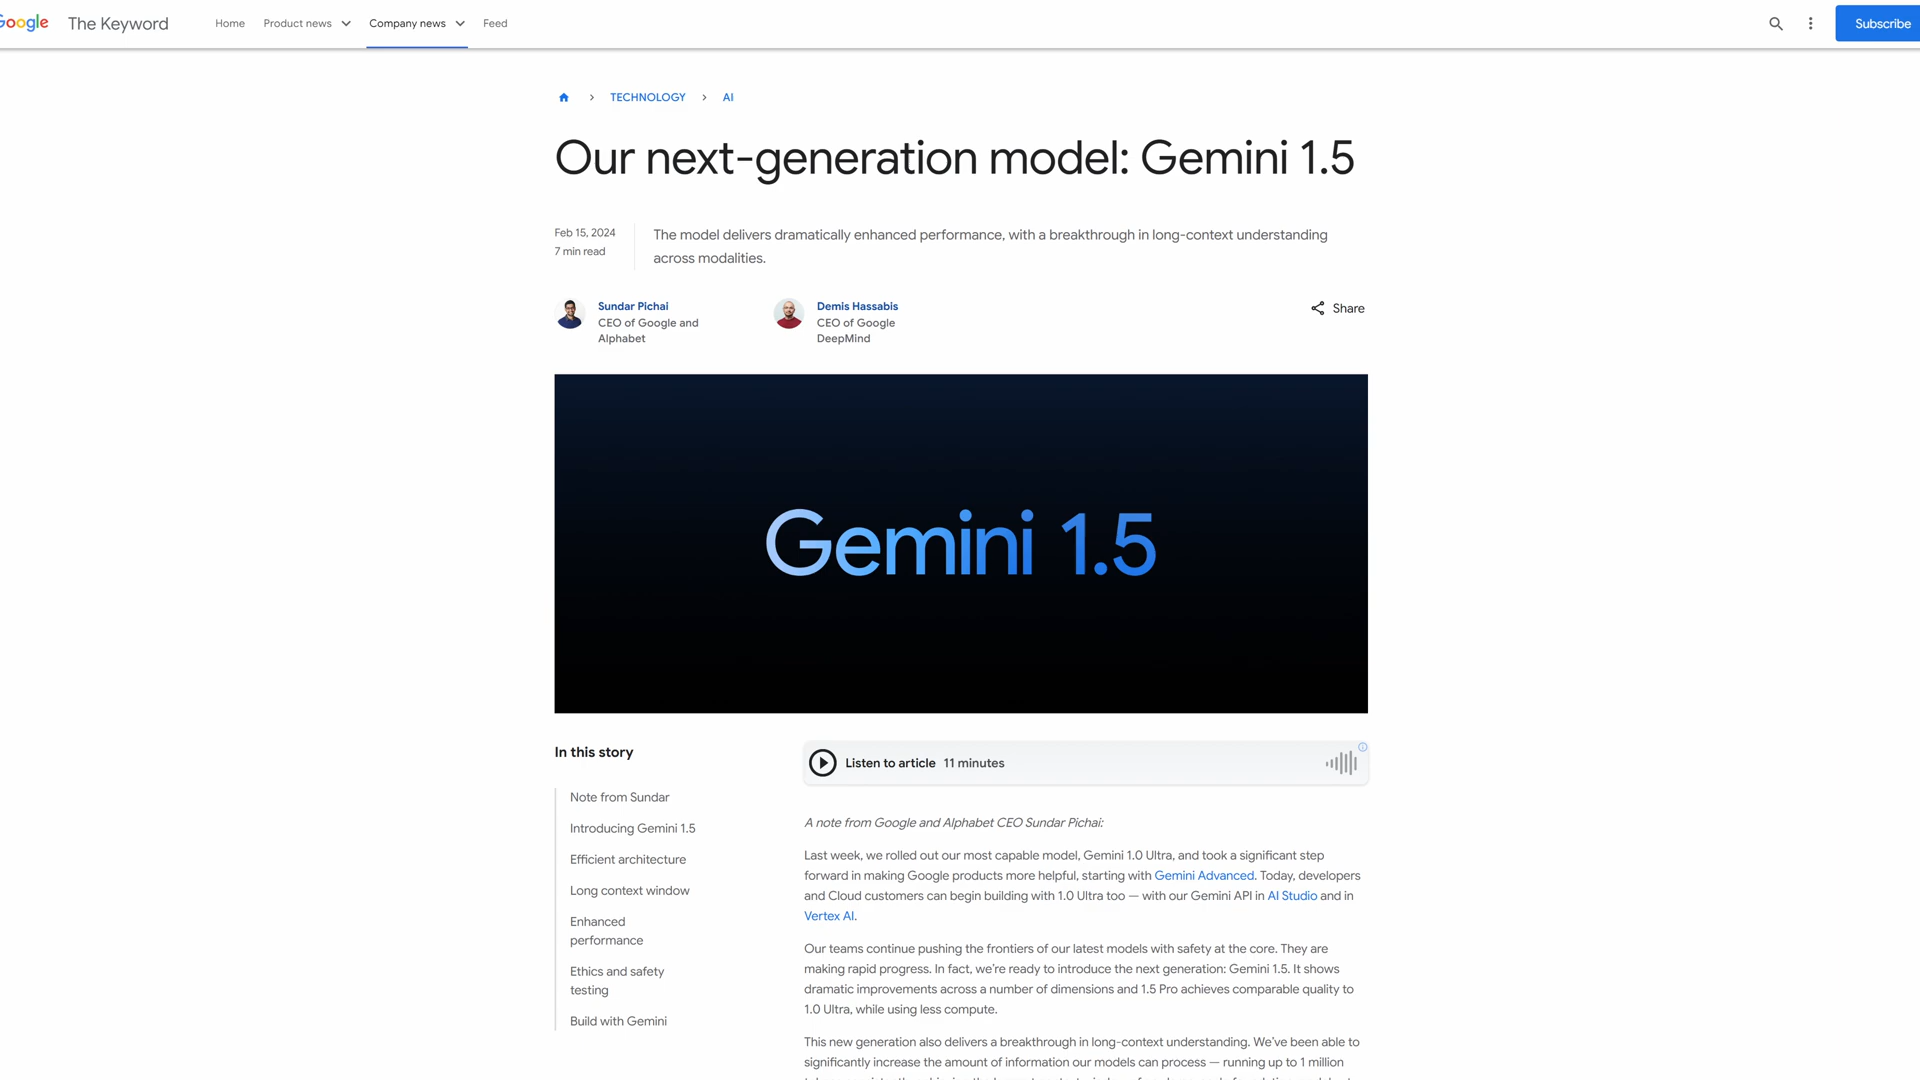 Google The Keyword Home Product news Company news Feed Subscribe
TECHNOLOGY AI
Our next-generation model: Gemini 1.5
Feb 15, 2024
7 min read
The model delivers dramatically enhanced performance, with a breakthrough in long-context understanding
across modalities.
Sundar Pichai
CEO of Google and
Alphabet
Demis Hassabis
CEO of Google
DeepMind
Share
Gemini 1.5
In this story
Note from Sundar
Introducing Gemini 1.5
Efficient architecture
Long context window
Enhanced
performance
Ethics and safety
testing
Build with Gemini
Listen to article 11 minutes
A note from Google and Alphabet CEO Sundar Pichai:
Last week, we rolled out our most capable model, Gemini 1.0 Ultra, and took a significant step
forward in making Google products more helpful, starting with Gemini Advanced. Today, developers
and Cloud customers can begin building with 1.0 Ultra too — with our Gemini API in AI Studio and in
Vertex AI.
Our teams continue pushing the frontiers of our latest models with safety at the core. They are
making rapid progress. In fact, we're ready to introduce the next generation: Gemini 1.5. It shows
dramatic improvements across a number of dimensions and 1.5 Pro achieves comparable quality to
1.0 Ultra, while using less compute.
This new generation also delivers a breakthrough in long-context understanding. We've been able to
significantly increase the amount of information our models can process — running up to 1 million